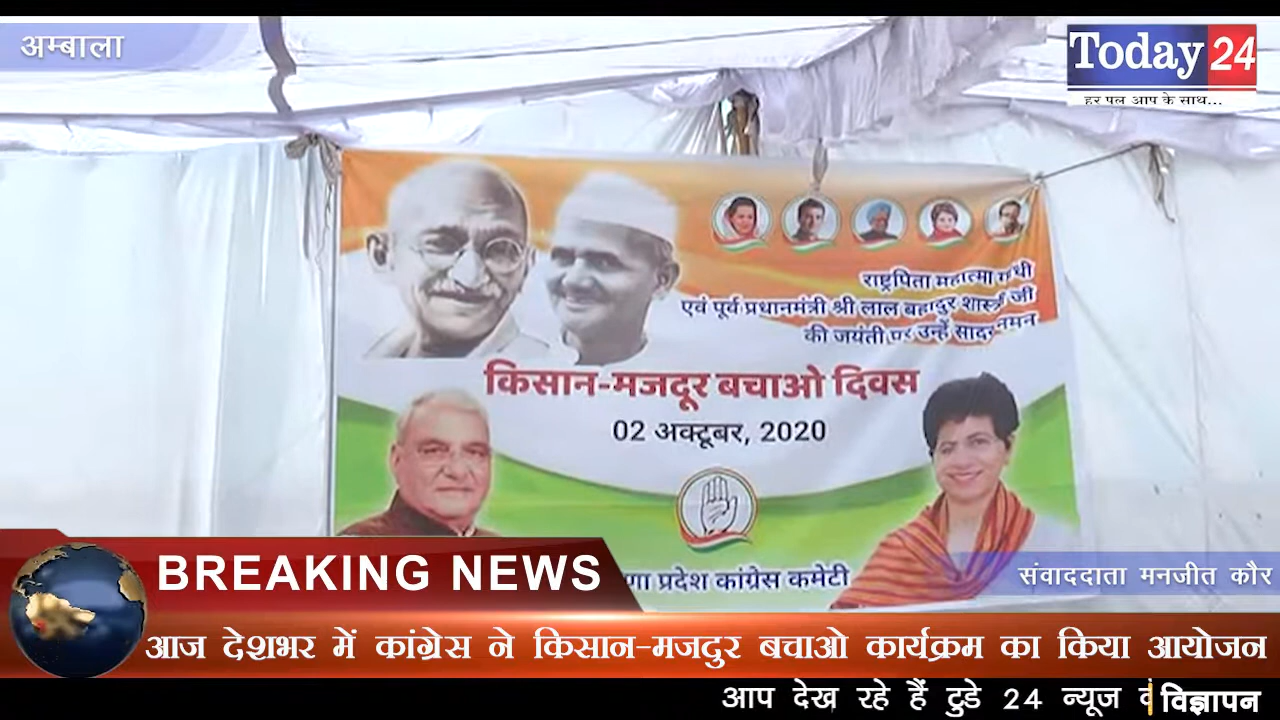 अम्बाला
Today 24
हर पल आप के साथ...
राष्ट्रपिता महात्मा गांधी
एवं पूर्व प्रधानमंत्री श्री लाल बहादुर शास्त्री जी
की जयंती पर उन्हें सादर नमन
किसान-मजदूर बचाओ दिवस
02 अक्टूबर, 2020
प्रदेश कांग्रेस कमेटी
BREAKING NEWS
संवाददाता मनजीत कौर
आज देशभर में कांग्रेस ने किसान-मजदुर बचाओ कार्यक्रम का किया आयोजन
आप देख रहे हैं टुडे 24 न्यूज
विज्ञापन